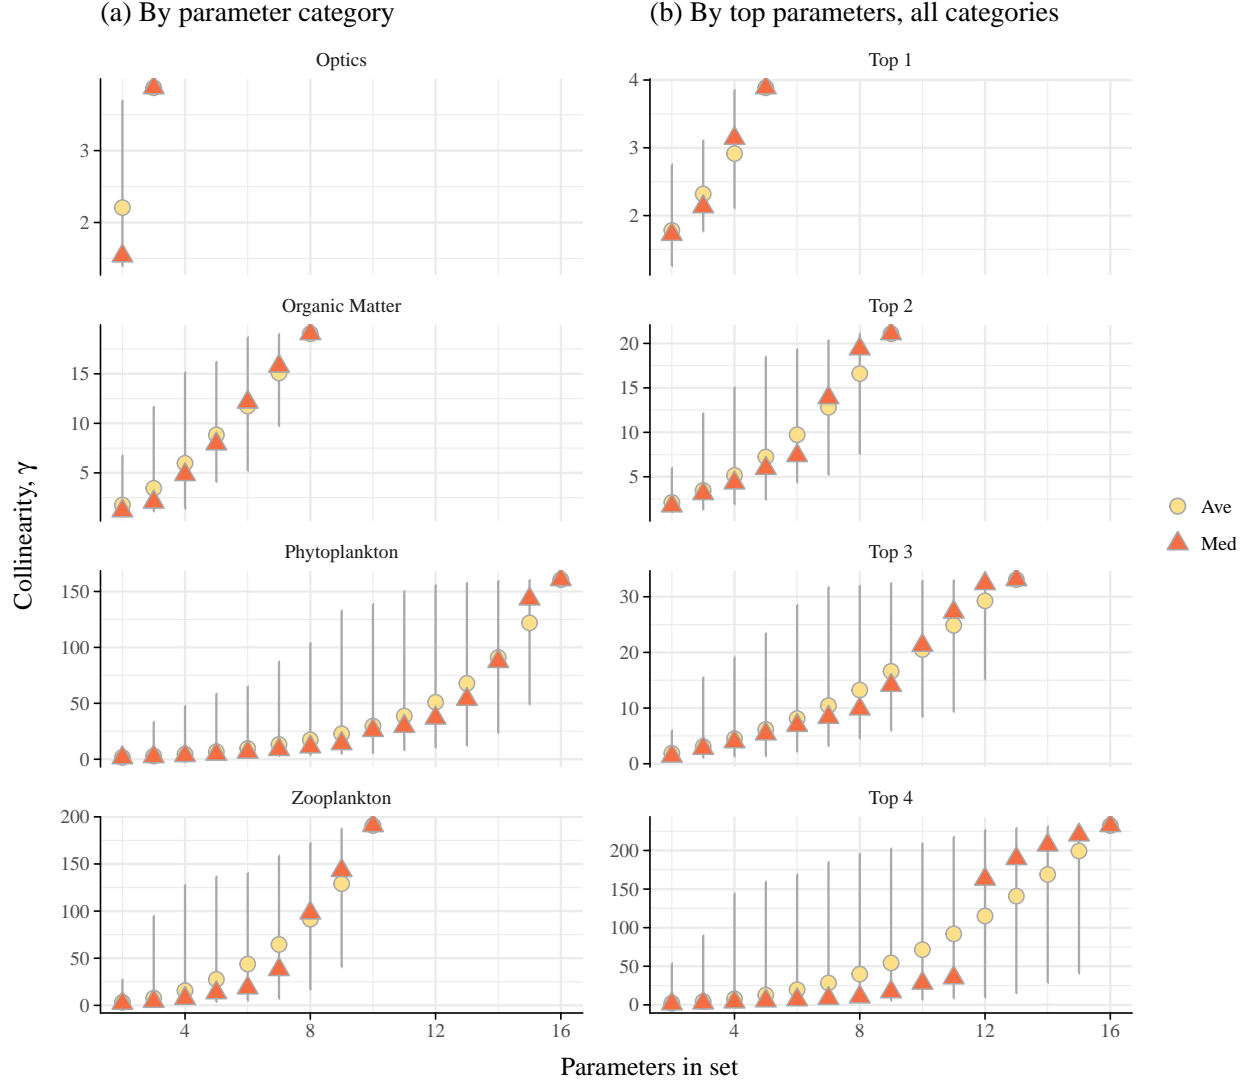 (a) By parameter category
(b) By top parameters, all categories
Optics
3
2
Top 1
4
3
2
Organic Matter
15
10
5
Top 2
20
15
10
5
Phytoplankton
150
100
50
0
Top 3
30
20
10
0
Zooplankton
200
150
100
50
0
4 8 12 16
Top 4
200
150
100
50
0
4 8 12 16
Collinearity, γ
Parameters in set
Ave
Med